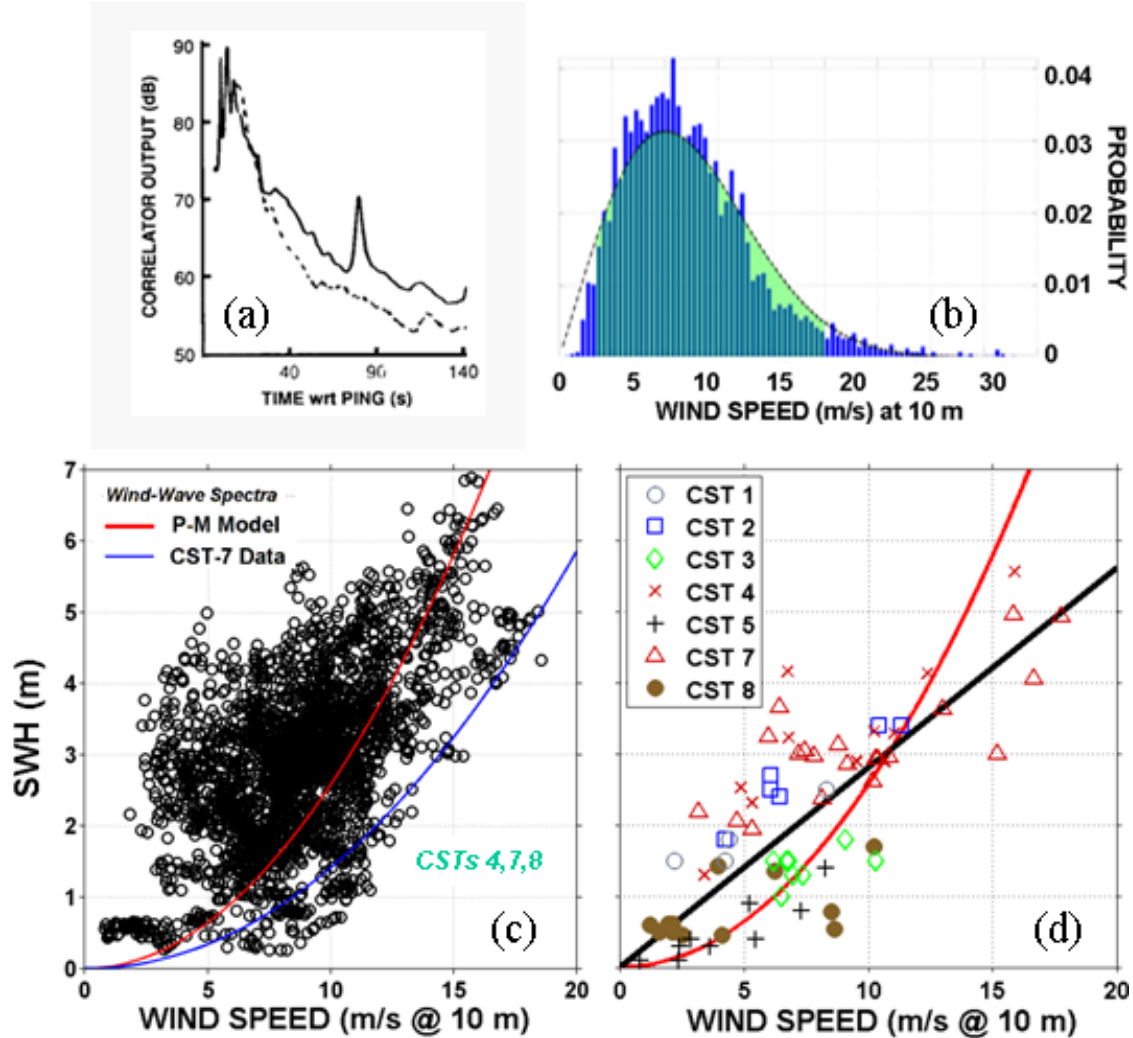 90
80
70
60
50
CORRELATOR OUTPUT (dB)
(a)
40
90
140
TIME wrt PING (s)
0.04
0.03
0.02
0.01
0
PROBABILITY
(b)
0
5
10
15
20
25
30
WIND SPEED (m/s) at 10 m
7
6
5
4
3
2
1
0
SWH (m)
Wind-Wave Spectra
P-M Model
CST-7 Data
CSTs 4,7,8
(c)
0
5
10
15
20
WIND SPEED (m/s @ 10 m)
CST 1
CST 2
CST 3
CST 4
CST 5
CST 7
CST 8
(d)
0
5
10
15
20
WIND SPEED (m/s @ 10 m)